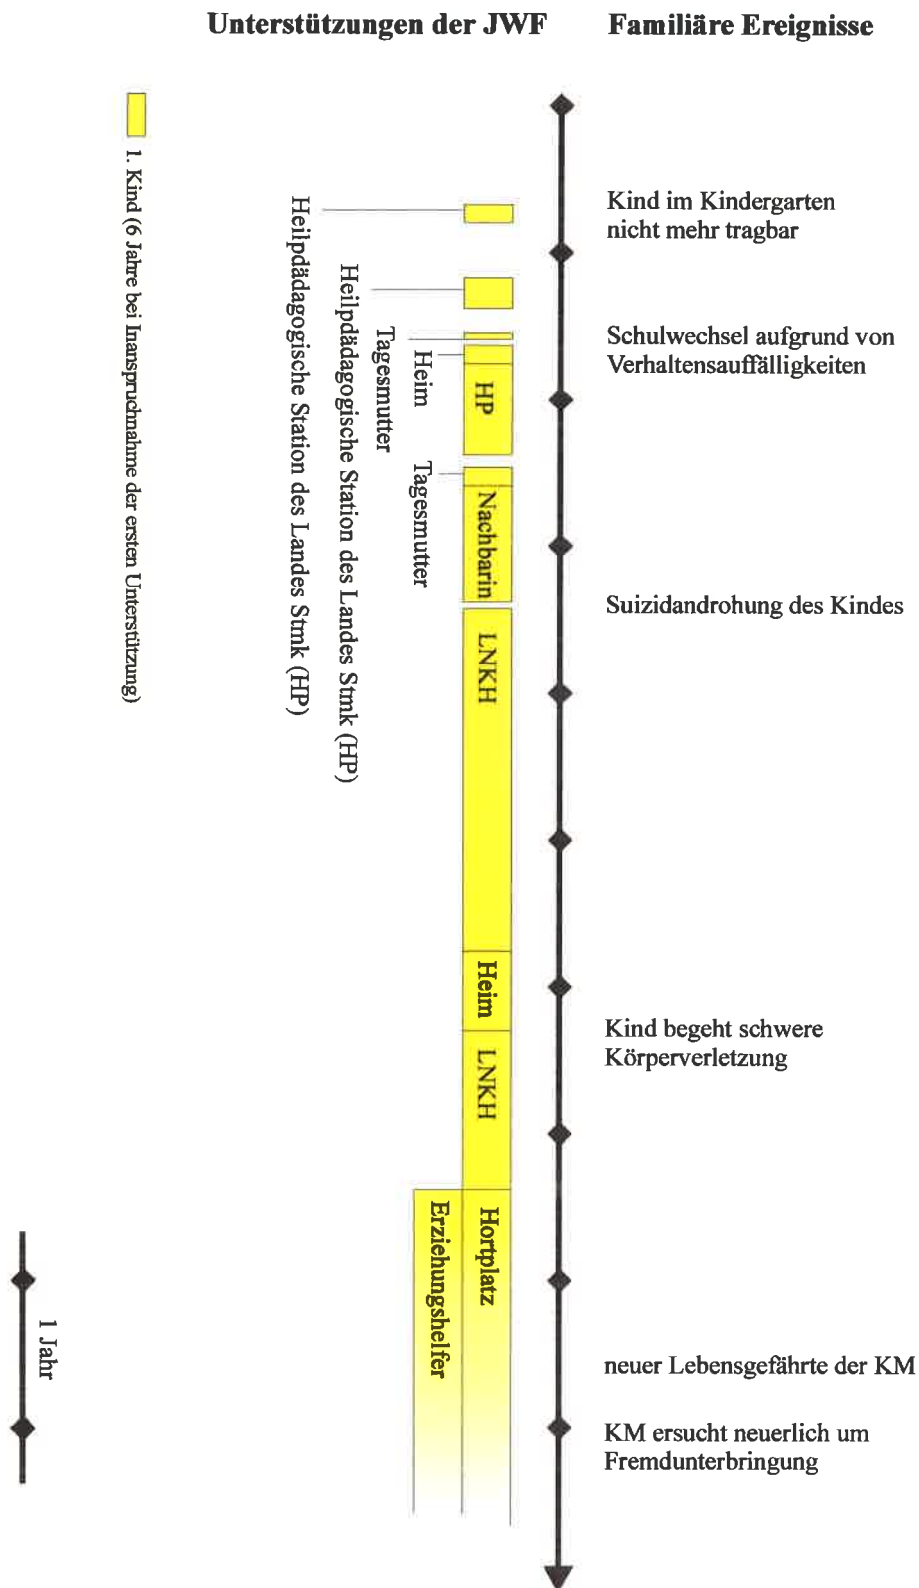 Unterstützungen der JWF
Familiäre Ereignisse
Kind im Kindergarten
nicht mehr tragbar
Schulwechsel aufgrund von
Verhaltensauffälligkeiten
Suizidandrohung des Kindes
Kind begeht schwere
Körperverletzung
neuer Lebensgefährte der KM
KM ersucht neuerlich um
Fremdunterbringung
HP
Nachbarin
LNKH
Heim
LNKH
Hortplatz
Erziehungshelfer
Tagesmutter
Heim
Tagesmutter
Heilpdädagogische Station des Landes Stmk (HP)
Heilpdädagogische Station des Landes Stmk (HP)
1. Kind (6 Jahre bei Inanspruchnahme der ersten Unterstützung)
1 Jahr